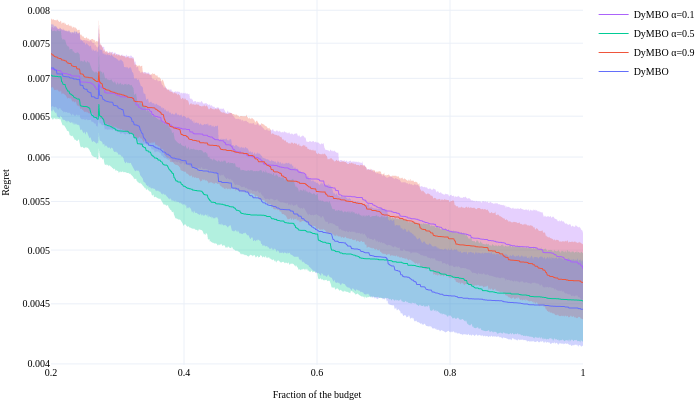 0.008
0.0075
0.007
0.0065
0.006
0.0055
0.005
0.0045
0.004
Regret
0.2
0.4
0.6
0.8
1
Fraction of the budget
DyMBO α=0.1
DyMBO α=0.5
DyMBO α=0.9
DyMBO